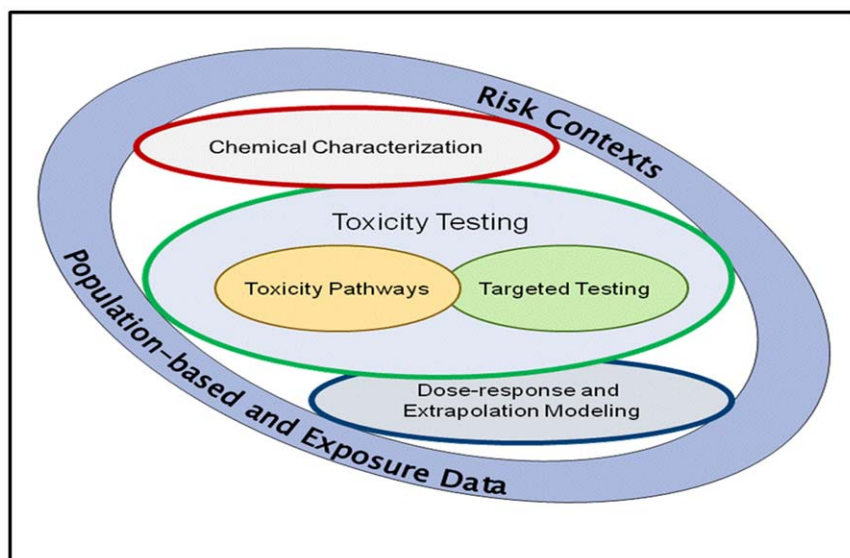 Risk Contexts
Chemical Characterization
Toxicity Testing
Toxicity Pathways
Targeted Testing
Dose-response and
Extrapolation Modeling
Population-based and Exposure Data